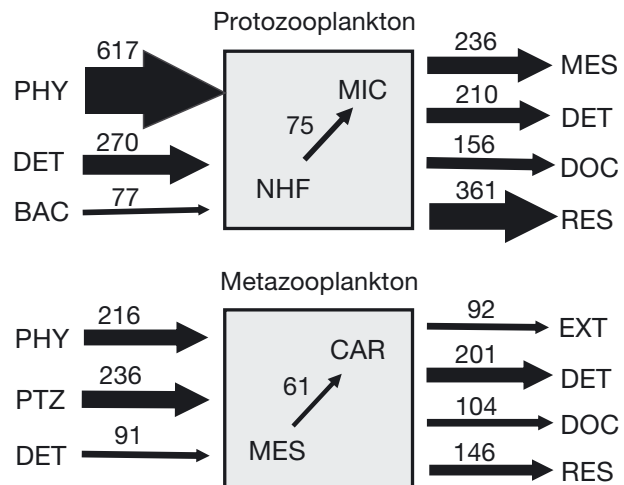 Protozooplankton
617
236
PHY
MES
MIC
75
210
DET
270
DET
156
DOC
NHF
BAC
77
361
RES
Metazooplankton
216
92
PHY
EXT
CAR
201
DET
PTZ
236
61
104
DOC
DET
91
MES
146
RES